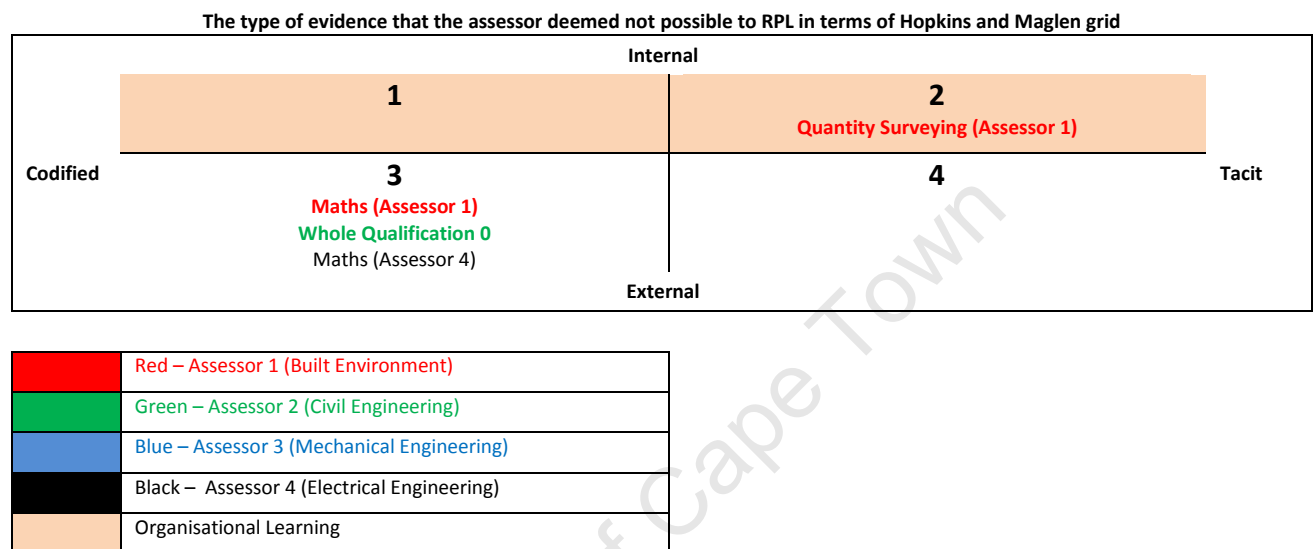 The type of evidence that the assessor deemed not possible to RPL in terms of Hopkins and Maglen grid
Internal
1
2
Quantity Surveying (Assessor 1)
Codified
3
4
Tacit
Maths (Assessor 1)
Whole Qualification 0
Maths (Assessor 4)
External
Red – Assessor 1 (Built Environment)
Green – Assessor 2 (Civil Engineering)
Blue – Assessor 3 (Mechanical Engineering)
Black – Assessor 4 (Electrical Engineering)
Organisational Learning
Cape Town